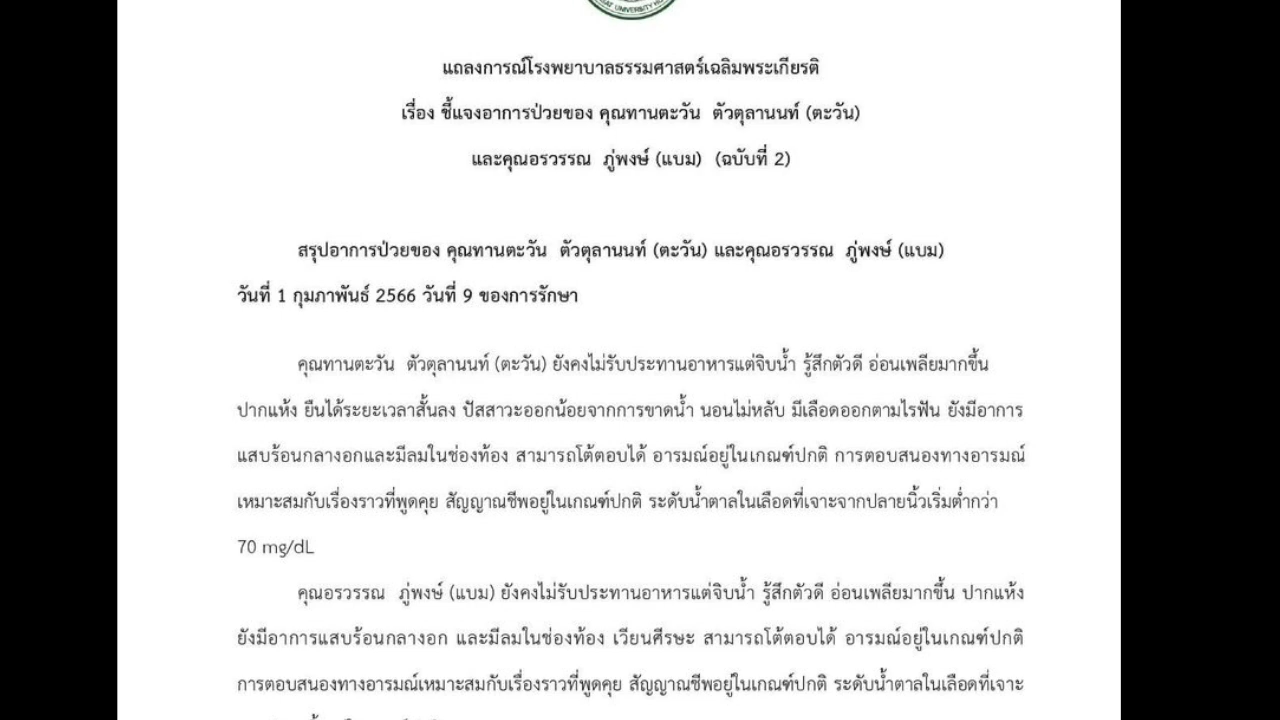 SAT UNIVERSITY HO
แถลงการณ์โรงพยาบาลธรรมศาสตร์เฉลิมพระเกียรติ
เรื่อง ชี้แจงอาการป่วยของ คุณทานตะวัน ตัวตุลานนท์ (ตะวัน)
และคุณอรวรรณ ภู่พงษ์ (แบม) (ฉบับที่ 2)
สรุปอาการป่วยของ คุณทานตะวัน ตัวตุลานนท์ (ตะวัน) และคุณอรวรรณ ภู่พงษ์ (แบม)
วันที่ 1 กุมภาพันธ์ 2566 วันที่ 9 ของการรักษา
คุณทานตะวัน ตัวตุลานนท์ (ตะวัน) ยังคงไม่รับประทานอาหารแต่จิบน้ำ รู้สึกตัวดี อ่อนเพลียมากขึ้น
ปากแห้ง ยืนได้ระยะเวลาสั้นลง ปัสสาวะออกน้อยจากการขาดน้ำ นอนไม่หลับ มีเลือดออกตามไรฟัน ยังมีอาการ
แสบร้อนกลางอกและมีลมในช่องท้อง สามารถโต้ตอบได้ อารมณ์อยู่ในเกณฑ์ปกติ การตอบสนองทางอารมณ์
เหมาะสมกับเรื่องราวที่พูดคุย สัญญาณชีพอยู่ในเกณฑ์ปกติ ระดับน้ำตาลในเลือดที่เจาะจากปลายนิ้วเริ่มต่ำกว่า
70 mg/dL
คุณอรวรรณ ภู่พงษ์ (แบม) ยังคงไม่รับประทานอาหารแต่จิบน้ำ รู้สึกตัวดี อ่อนเพลียมากขึ้น ปากแห้ง
ยังมีอาการแสบร้อนกลางอก และมีลมในช่องท้อง เวียนศีรษะ สามารถโต้ตอบได้ อารมณ์อยู่ในเกณฑ์ปกติ
การตอบสนองทางอารมณ์เหมาะสมกับเรื่องราวที่พูดคุย สัญญาณชีพอยู่ในเกณฑ์ปกติ ระดับน้ำตาลในเลือดที่เจาะ